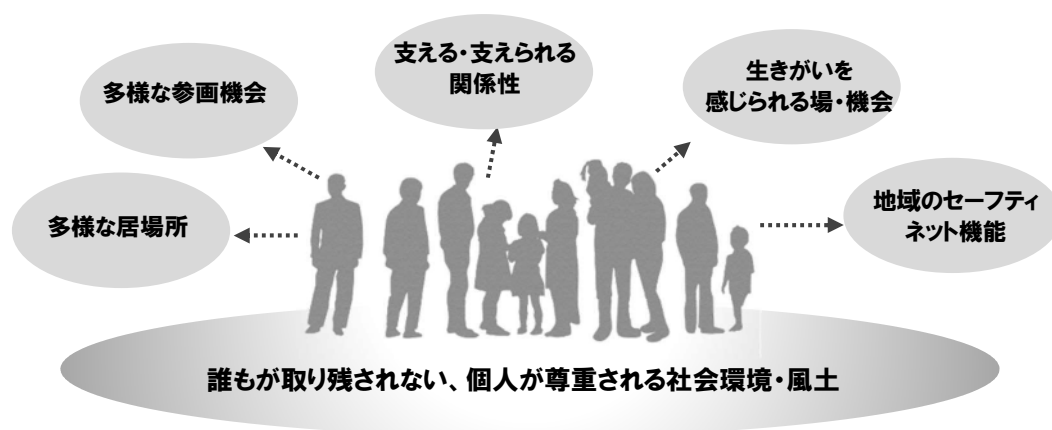 支える・支えられる
関係性
生きがいを
感じられる場・機会
多様な参画機会
多様な居場所
地域のセーフティ
ネット機能
誰もが取り残されない、個人が尊重される社会環境・風土